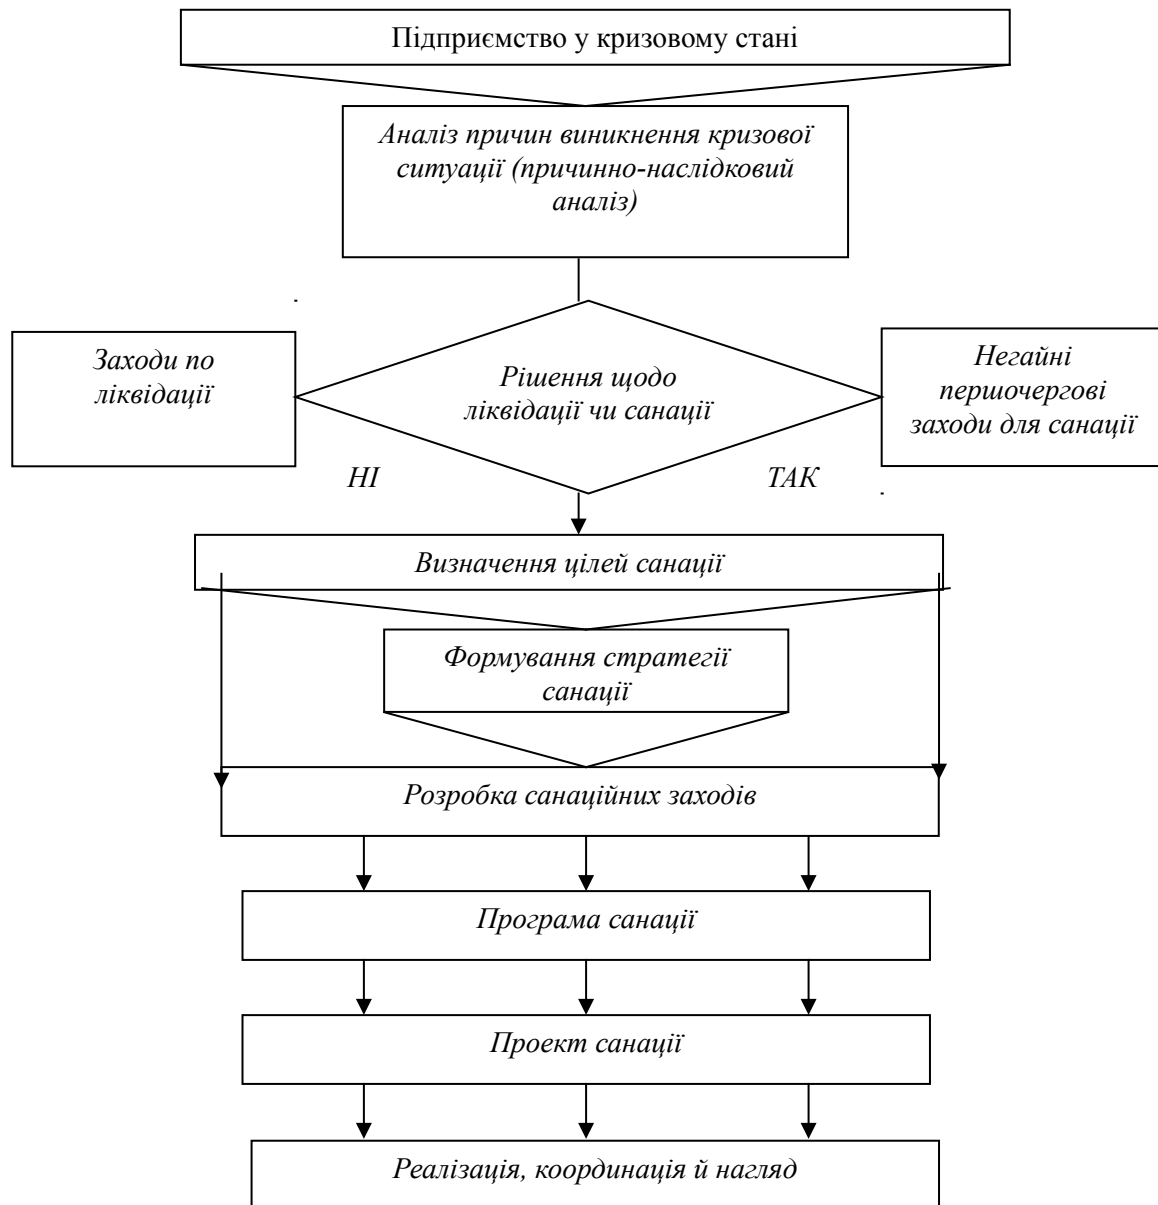 Підприємство у кризовому стані
Аналіз причин виникнення кризової
ситуації (причинно-наслідковий
аналіз)
Заходи по
ліквідації
Рішення щодо
ліквідації чи санації
Негайні
першочергові
заходи для санації
НІ
ТАК
Визначення цілей санації
Формування стратегії
санації
Розробка санаційних заходів
Програма санації
Проект санації
Реалізація, координація й нагляд